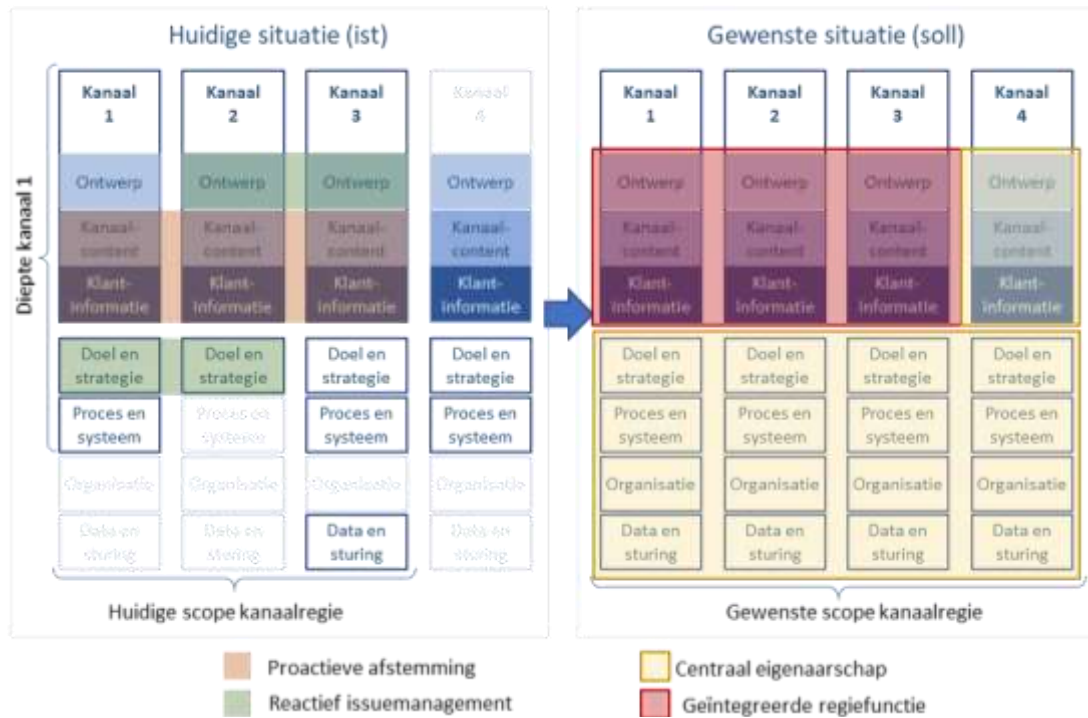 Huidige situatie (ist)
Kanaal
1
Kanaal
2
Kanaal
3
Kanaal
4
Diepte kanaal 1
Ontwerp
Ontwerp
Ontwerp
Ontwerp
Kanaal-
content
Kanaal-
content
Kanaal-
content
Kanaal-
content
Klant-
informatie
Klant-
informatie
Klant-
informatie
Klant-
informatie
Doel en
strategie
Doel en
strategie
Doel en
strategie
Doel en
strategie
Proces en
systeem
Proces en
systeem
Proces en
systeem
Proces en
systeem
Organisatie
Organisatie
Organisatie
Organisatie
Data en
sturing
Data en
sturing
Data en
sturing
Data en
sturing
Huidige scope kanaalregie
Gewenste situatie (soll)
Kanaal
1
Kanaal
2
Kanaal
3
Kanaal
4
Ontwerp
Ontwerp
Ontwerp
Ontwerp
Kanaal-
content
Kanaal-
content
Kanaal-
content
Kanaal-
content
Klant-
informatie
Klant-
informatie
Klant-
informatie
Klant-
informatie
Doel en
strategie
Doel en
strategie
Doel en
strategie
Doel en
strategie
Proces en
systeem
Proces en
systeem
Proces en
systeem
Proces en
systeem
Organisatie
Organisatie
Organisatie
Organisatie
Data en
sturing
Data en
sturing
Data en
sturing
Data en
sturing
Gewenste scope kanaalregie
Proactieve afstemming
Reactief issuemanagement
Centraal eigenaarschap
Geïntegreerde regiefunctie